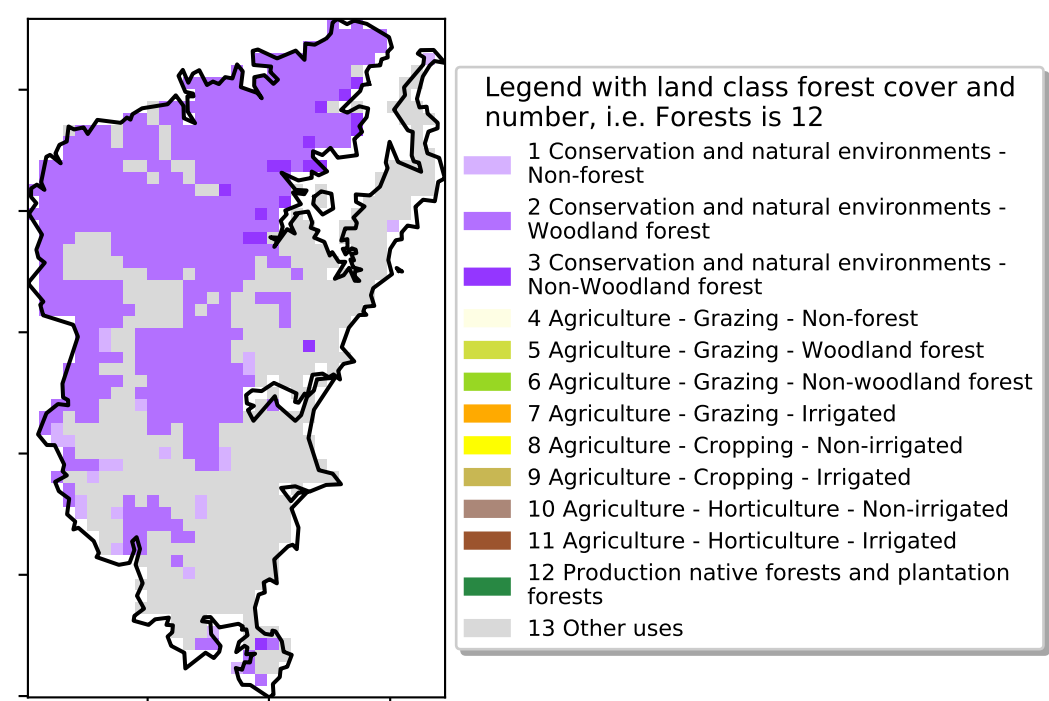 Legend with land class forest cover and
number, i.e. Forests is 12
1 Conservation and natural environments -
Non-forest
2 Conservation and natural environments -
Woodland forest
3 Conservation and natural environments -
Non-Woodland forest
4 Agriculture - Grazing - Non-forest
5 Agriculture - Grazing - Woodland forest
6 Agriculture - Grazing - Non-woodland forest
7 Agriculture - Grazing - Irrigated
8 Agriculture - Cropping - Non-irrigated
9 Agriculture - Cropping - Irrigated
10 Agriculture - Horticulture - Non-irrigated
11 Agriculture - Horticulture - Irrigated
12 Production native forests and plantation
forests
13 Other uses